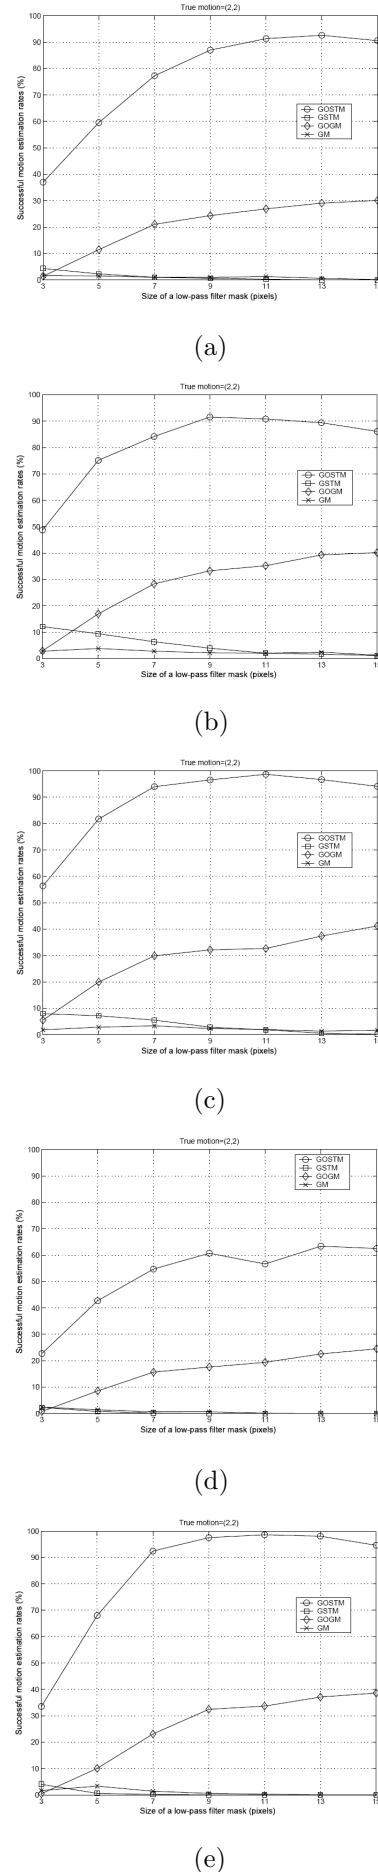 True motion=(2,2)
Successful motion estimation rates (%)
100
90
80
70
60
50
40
30
20
10
0
GOSTM
GSTM
GOGM
GM
3 5 7 9 11 13 1
Size of a low-pass filter mask (pixels)
(a)
True motion=(2,2)
Successful motion estimation rates (%)
100
90
80
70
60
50
40
30
20
10
0
GOSTM
GSTM
GOGM
GM
3 5 7 9 11 13 15
Size of a low-pass filter mask (pixels)
(b)
True motion=(2,2)
Successful motion estimation rates (%)
100
90
80
70
60
50
40
30
20
10
0
GOSTM
GSTM
GOGM
GM
3 5 7 9 11 13 15
Size of a low-pass filter mask (pixels)
(c)
True motion=(2,2)
Successful motion estimation rates (%)
100
90
80
70
60
50
40
30
20
10
0
GOSTM
GSTM
GOGM
GM
3 5 7 9 11 13 15
Size of a low-pass filter mask (pixels)
(d)
True motion=(2,2)
Successful motion estimation rates (%)
100
90
80
70
60
50
40
30
20
10
0
GOSTM
GSTM
GOGM
GM
3 5 7 9 11 13 15
Size of a low-pass filter mask (pixels)
(e)